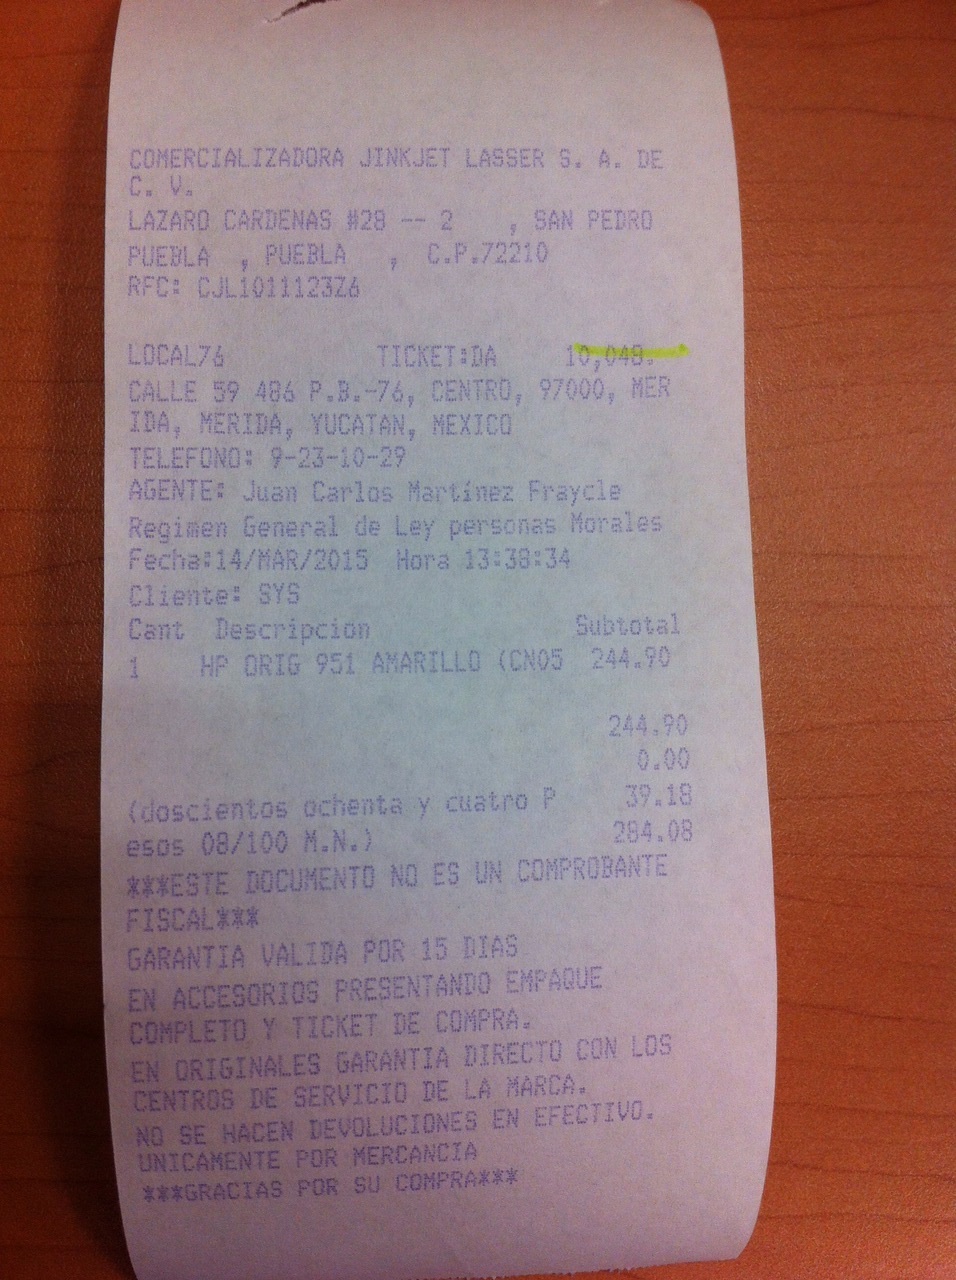 COMERCIALIZADORA JINKJET LASSER S. A. DE
C. V.
LAZARO CARDENAS #28 -- 2 , SAN PEDRO
PUEBLA , PUEBLA , C.P.72210
RFC: CJL1011123Z6
LOCAL76 TICKET:DA 10,048.
CALLE 59 486 P.B.-76, CENTRO, 97000, MER
IDA, MERIDA, YUCATAN, MEXICO
TELEFONO: 9-23-10-29
AGENTE: Juan Carlos Martínez Fraycle
Regimen General de Ley personas Morales
Fecha:14/MAR/2015 Hora 13:38:34
Cliente: SYS
Cant Descripcion Subtotal
1 HP ORIG 951 AMARILLO (CN05 244.90
244.90
0.00
(doscientos ochenta y cuatro P 39.18
esos 08/100 M.N.) 284.08
***ESTE DOCUMENTO NO ES UN COMPROBANTE
FISCAL***
GARANTIA VALIDA POR 15 DIAS
EN ACCESORIOS PRESENTANDO EMPAQUE
COMPLETO Y TICKET DE COMPRA.
EN ORIGINALES GARANTIA DIRECTO CON LOS
CENTROS DE SERVICIO DE LA MARCA.
NO SE HACEN DEVOLUCIONES EN EFECTIVO.
UNICAMENTE POR MERCANCIA
***GRACIAS POR SU COMPRA***